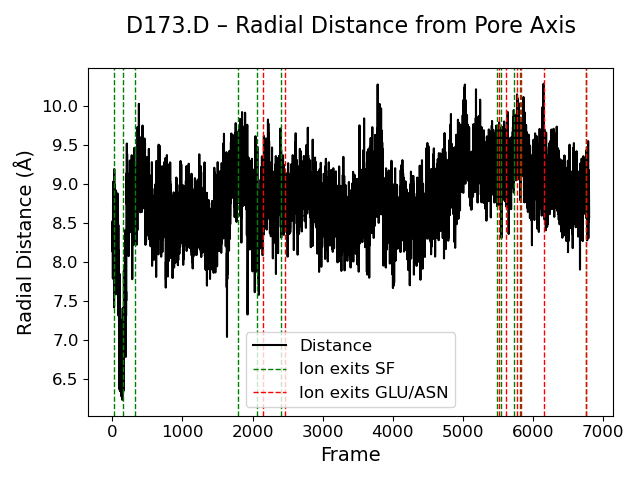 D173.D – Radial Distance from Pore Axis
Radial Distance (Å)
10.0
9.5
9.0
8.5
8.0
7.5
7.0
6.5
Distance
Ion exits SF
Ion exits GLU/ASN
0 1000 2000 3000 4000 5000 6000 7000
Frame